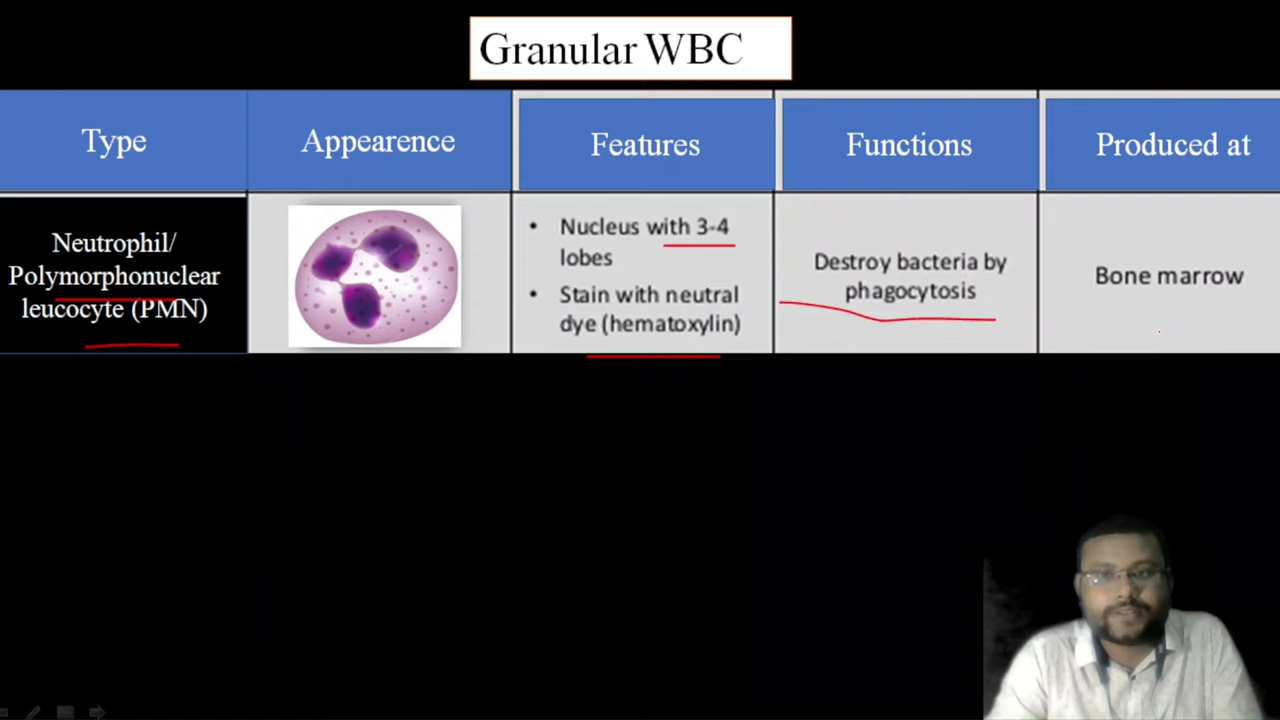 Granular WBC
Type
Appearence
Features
Functions
Produced at
Neutrophil/
Polymorphonuclear
leucocyte (PMN)
• Nucleus with 3-4
lobes
• Stain with neutral
dye (hematoxylin)
Destroy bacteria by
phagocytosis
Bone marrow